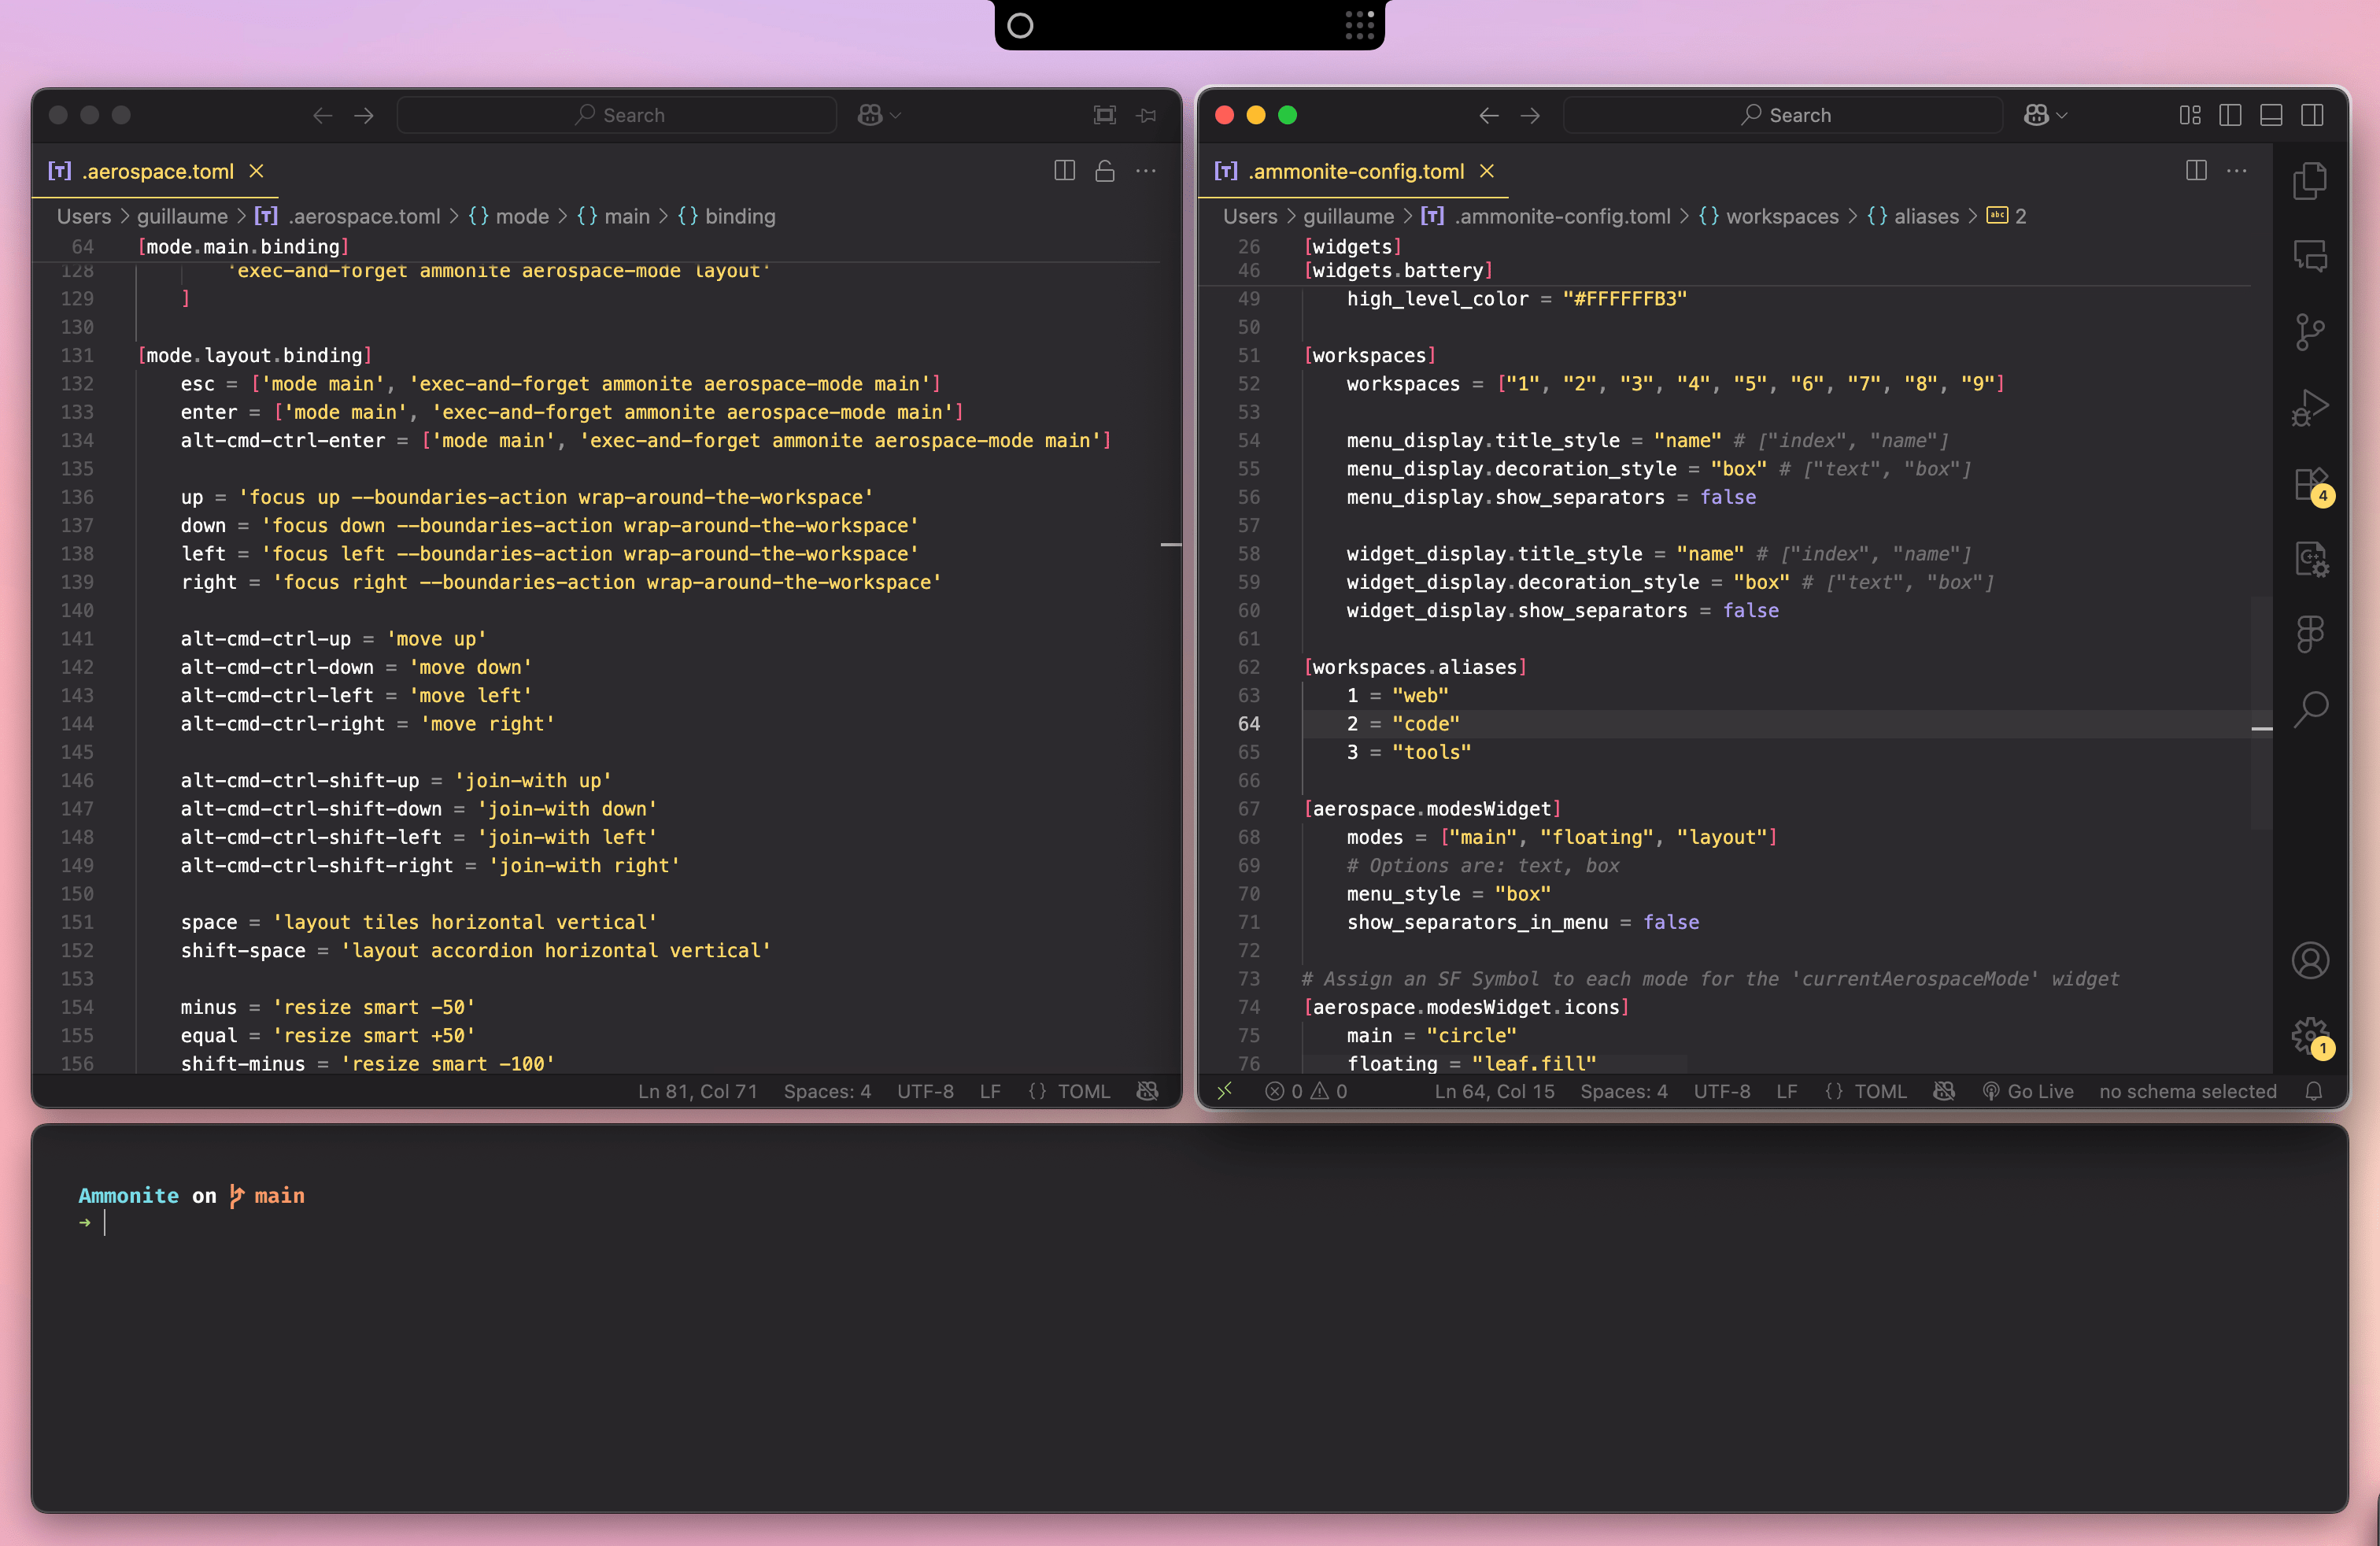 Search
.aerospace.toml
Users > guillaume > [T] .aerospace.toml > {} mode > {} main > {} binding
64 [mode.main.binding]
128 'exec-and-forget ammonite aerospace-mode layout'
129 ]
130
131 [mode.layout.binding]
132 esc = ['mode main', 'exec-and-forget ammonite aerospace-mode main']
133 enter = ['mode main', 'exec-and-forget ammonite aerospace-mode main']
134 alt-cmd-ctrl-enter = ['mode main', 'exec-and-forget ammonite aerospace-mode main']
135
136 up = 'focus up --boundaries-action wrap-around-the-workspace'
137 down = 'focus down --boundaries-action wrap-around-the-workspace'
138 left = 'focus left --boundaries-action wrap-around-the-workspace'
139 right = 'focus right --boundaries-action wrap-around-the-workspace'
140
141 alt-cmd-ctrl-up = 'move up'
142 alt-cmd-ctrl-down = 'move down'
143 alt-cmd-ctrl-left = 'move left'
144 alt-cmd-ctrl-right = 'move right'
145
146 alt-cmd-ctrl-shift-up = 'join-with up'
147 alt-cmd-ctrl-shift-down = 'join-with down'
148 alt-cmd-ctrl-shift-left = 'join-with left'
149 alt-cmd-ctrl-shift-right = 'join-with right'
150
151 space = 'layout tiles horizontal vertical'
152 shift-space = 'layout accordion horizontal vertical'
153
154 minus = 'resize smart -50'
155 equal = 'resize smart +50'
156 shift-minus = 'resize smart -100'
Ln 81, Col 71 Spaces: 4 UTF-8 LF {} TOML
Search
[T] .ammonite-config.toml
Users > guillaume > [T] .ammonite-config.toml > {} workspaces > {} aliases > abc 2
26 [widgets]
46 [widgets.battery]
49 high_level_color = "#FFFFFFB3"
50
51 [workspaces]
52 workspaces = ["1", "2", "3", "4", "5", "6", "7", "8", "9"]
53
54 menu_display.title_style = "name" # ["index", "name"]
55 menu_display.decoration_style = "box" # ["text", "box"]
56 menu_display.show_separators = false
57
58 widget_display.title_style = "name" # ["index", "name"]
59 widget_display.decoration_style = "box" # ["text", "box"]
60 widget_display.show_separators = false
61
62 [workspaces.aliases]
63 1 = "web"
64 2 = "code"
65 3 = "tools"
66
67 [aerospace.modesWidget]
68 modes = ["main", "floating", "layout"]
69 # Options are: text, box
70 menu_style = "box"
71 show_separators_in_menu = false
72
73 # Assign an SF Symbol to each mode for the 'currentAerospaceMode' widget
74 [aerospace.modesWidget.icons]
75 main = "circle"
76 floating = "leaf.fill"
4
1
0 0 Ln 64, Col 15 Spaces: 4 UTF-8 LF {} TOML Go Live no schema selected
Ammonite on main
➜